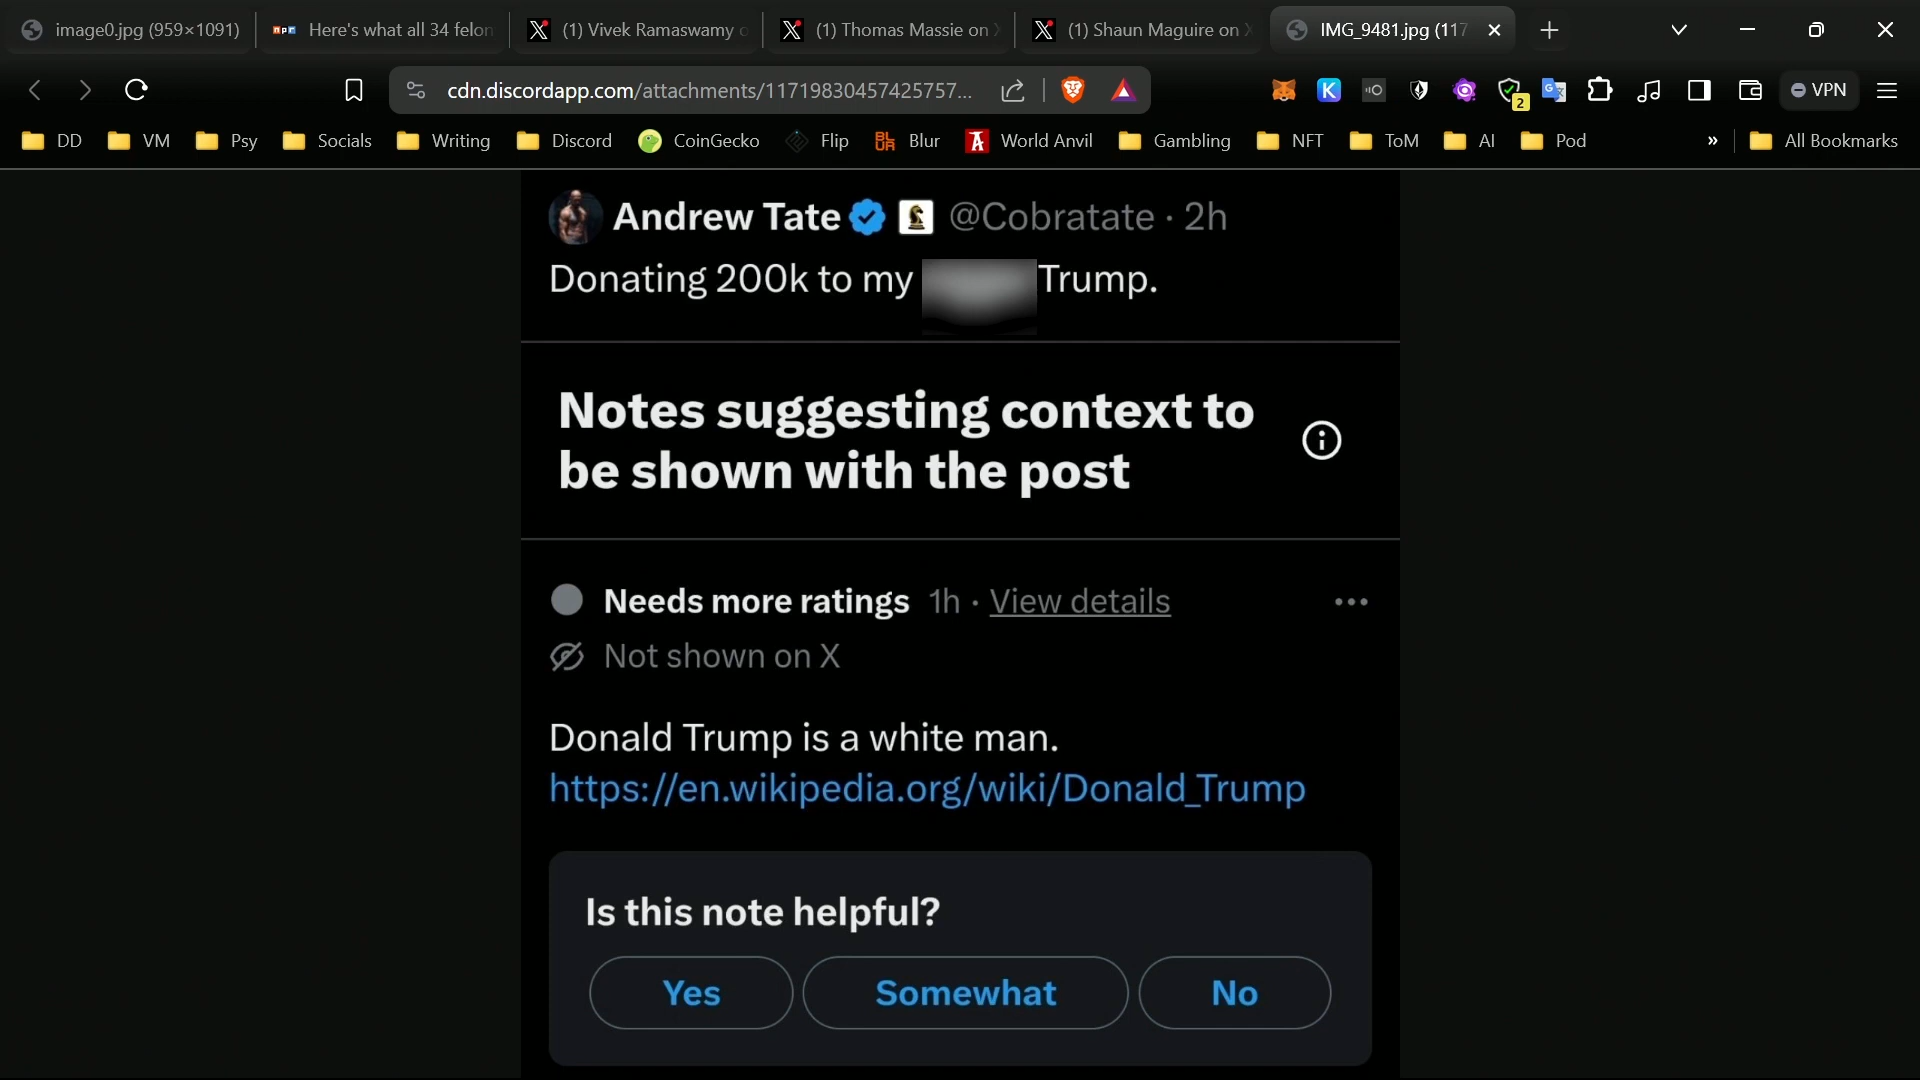 image0.jpg (959×1091)
npr Here's what all 34 felon
(1) Vivek Ramaswamy o
(1) Thomas Massie on
(1) Shaun Maguire on
IMG_9481.jpg (117
cdn.discordapp.com/attachments/11719830457425757...
2
VPN
DD VM Psy Socials Writing Discord CoinGecko Flip BLUR Blur World Anvil Gambling NFT ToM AI Pod » All Bookmarks
Andrew Tate @Cobratate · 2h
Donating 200k to my Trump.
Notes suggesting context to
be shown with the post
Needs more ratings 1h · View details
Not shown on X
Donald Trump is a white man.
https://en.wikipedia.org/wiki/Donald_Trump
Is this note helpful?
Yes Somewhat No